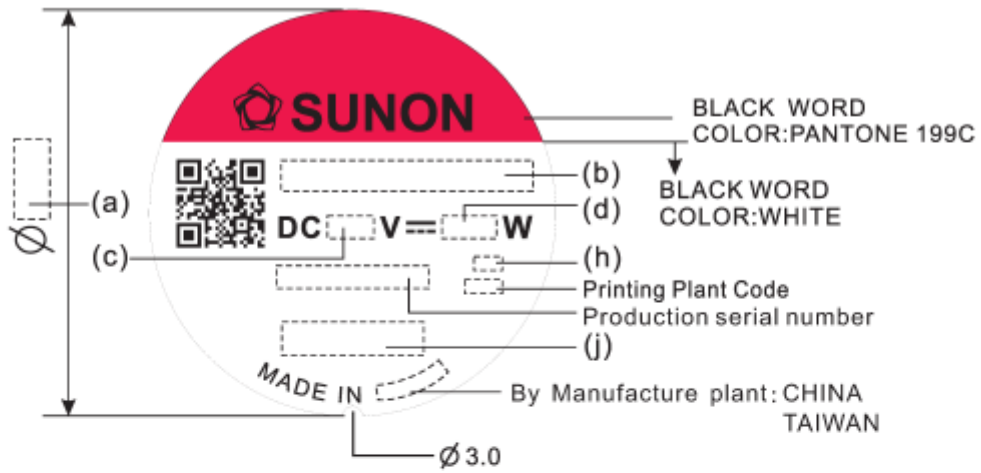 SUNON
BLACK WORD
COLOR:PANTONE 199C
(a)
(b)
BLACK WORD
COLOR:WHITE
(d)
DC V W
(c)
(h)
Printing Plant Code
Production serial number
(j)
MADE IN
By Manufacture plant: CHINA
TAIWAN
Ø
Ø 3.0